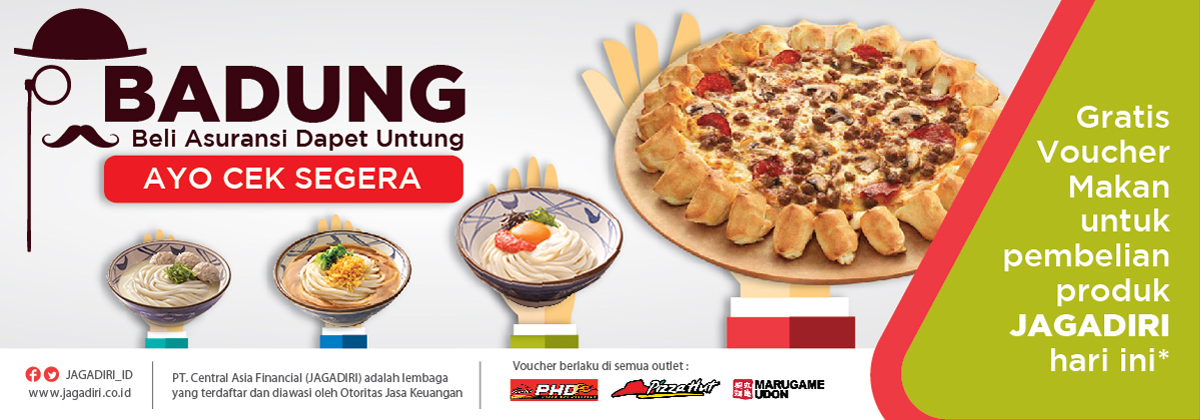 BADUNG
Beli Asuransi Dapet Untung
AYO CEK SEGERA
Gratis
Voucher
Makan
untuk
pembelian
produk
JAGADIRI
hari ini*
JAGADIRI_ID
www.jagadiri.co.id
PT. Central Asia Financial (JAGADIRI) adalah lembaga
yang terdaftar dan diawasi oleh Otoritas Jasa Keuangan
Voucher berlaku di semua outlet :
PHD
Pizza Hut
MARUGAME
UDON